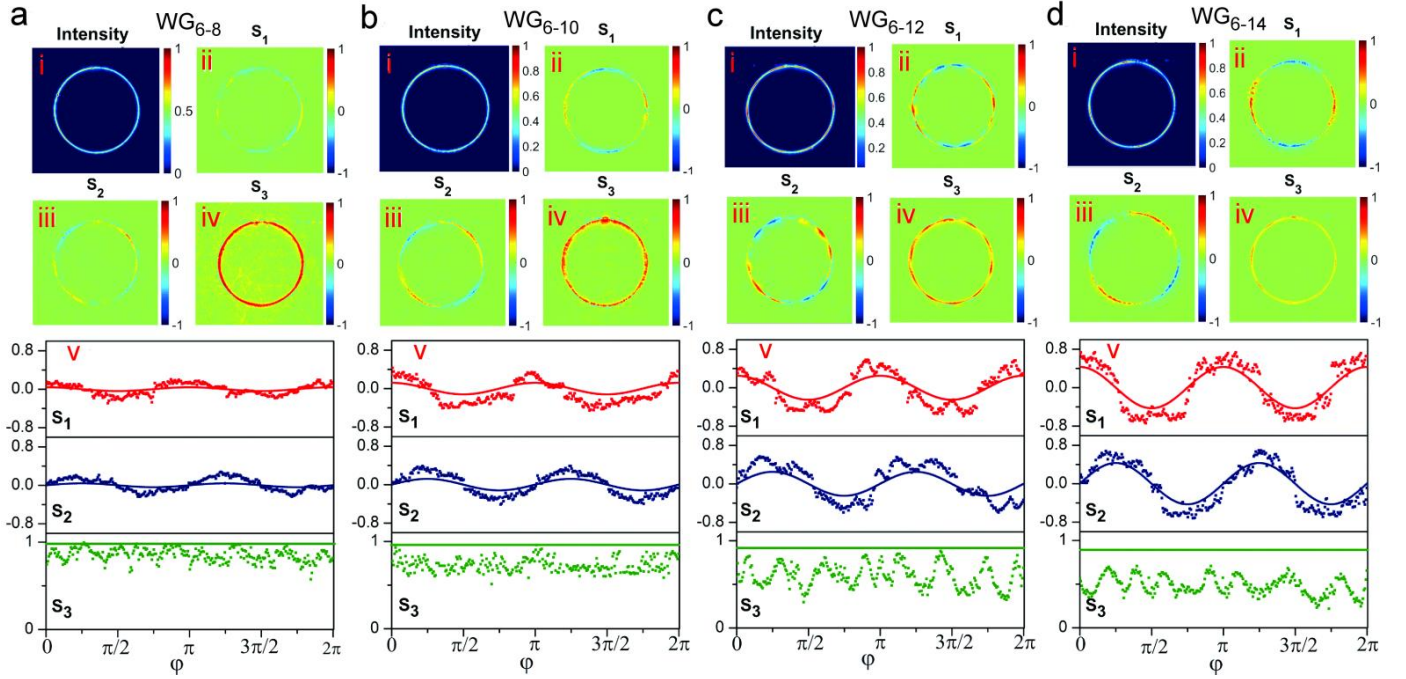 a WG6-8
Intensity S1
i ii
1
0.5
0
1
0
-1
S2 S3
iii iv
1
0
-1
1
0
-1
v
0.8
0.0
-0.8
S1
0.8
0.0
-0.8
S2
1
0
S3
0 π/2 π 3π/2 2π
φ
b WG6-10
Intensity S1
i ii
1
0.8
0.6
0.4
0.2
0
1
0
-1
S2 S3
iii iv
1
0
-1
1
0
-1
v
0.8
0.0
-0.8
S1
0.8
0.0
-0.8
S2
1
0
S3
0 π/2 π 3π/2 2π
φ
c WG6-12
Intensity S1
i ii
1
0.8
0.6
0.4
0.2
1
0
-1
S2 S3
iii iv
1
0
-1
1
0
-1
v
0.8
0.0
-0.8
S1
0.8
0.0
-0.8
S2
1
0
S3
0 π/2 π 3π/2 2π
φ
d WG6-14
Intensity S1
i ii
1
0.8
0.6
0.4
0.2
0
1
0
-1
S2 S3
iii iv
1
0
-1
1
0
-1
v
0.8
0.0
-0.8
S1
0.8
0.0
-0.8
S2
1
0
S3
0 π/2 π 3π/2 2π
φ